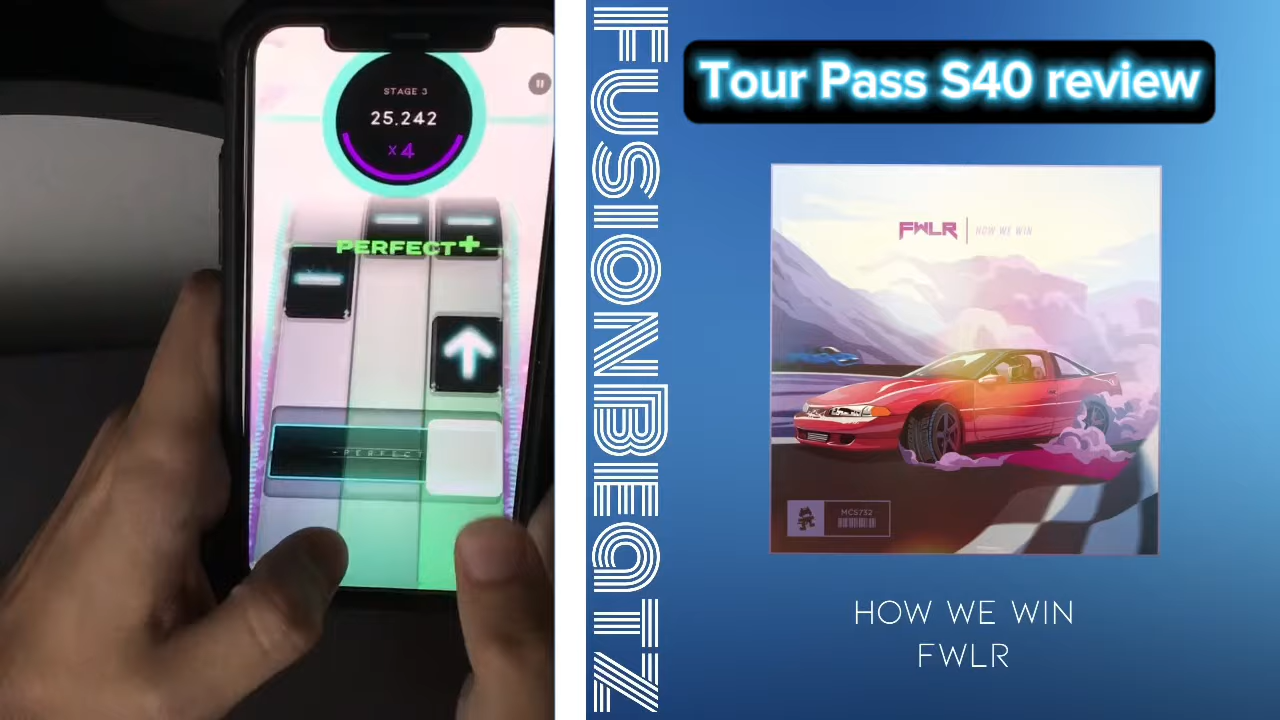 STAGE 3
25,242
x4
PERFECT+
-PERFECT
FUSIONBEATZ
Tour Pass S40 review
FWLR | HOW WE WIN
MCS732
HOW WE WIN
FWLR